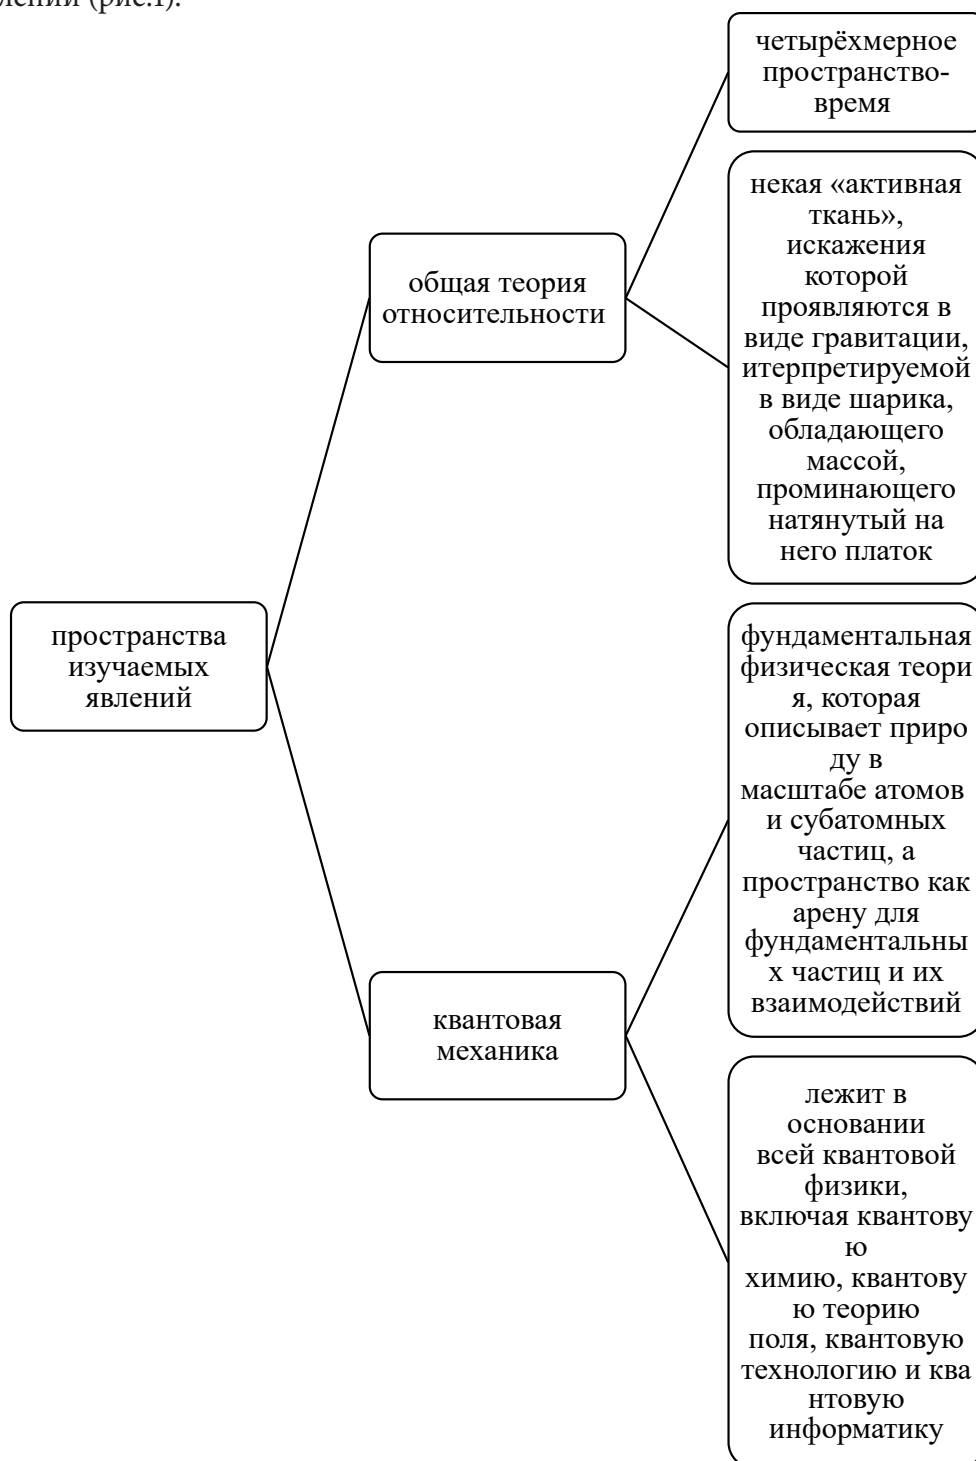 лений (рис.1).
четырёхмерное
пространство-
время
некая «активная
ткань»,
искажения
которой
проявляются в
виде гравитации,
итерпретируемой
в виде шарика,
обладающего
массой,
проминающего
натянутый на
него платок
общая теория
относительности
пространства
изучаемых
явлений
фундаментальная
физическая теори
я, которая
описывает приро
ду в
масштабе атомов
и субатомных
частиц, а
пространство как
арену для
фундаментальны
х частиц и их
взаимодействий
квантовая
механика
лежит в
основании
всей квантовой
физики,
включая квантову
ю
химию, квантову
ю теорию
поля, квантовую
технологию и ква
нтовую
информатику